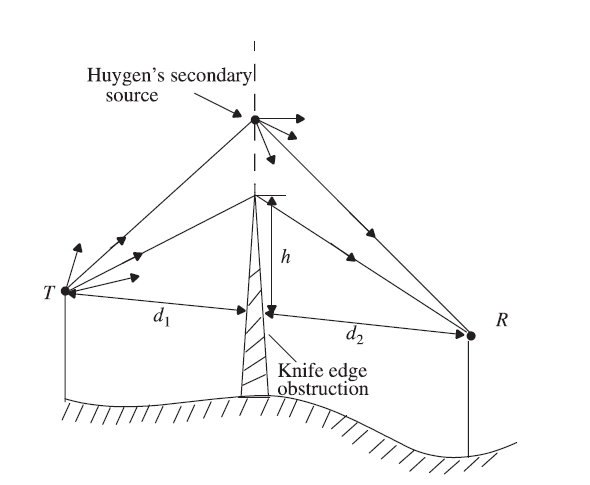 Huygen's secondary
source
h
T
d₁
d₂
R
Knife edge
obstruction